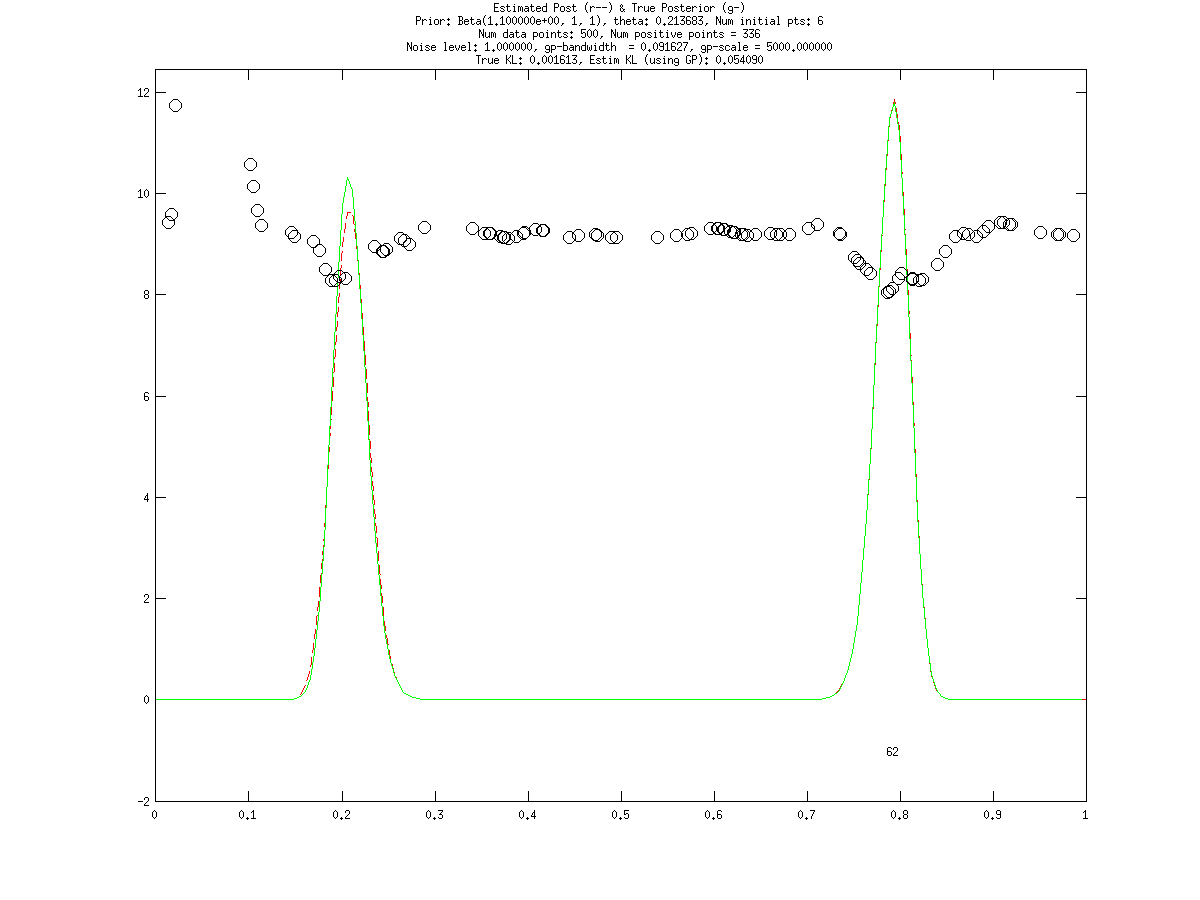 Estimated Post (r--) & True Posterior (g-)
Prior: Beta(1.100000e+00, 1, 1), theta: 0.213683, Num initial pts: 6
Num data points: 500, Num positive points = 336
Noise level: 1.000000, gp-bandwidth  = 0.091627, gp-scale = 5000.000000
True KL: 0.001613, Estim KL (using GP): 0.054090
12
10
8
6
4
2
0
-2
62
0 0.1 0.2 0.3 0.4 0.5 0.6 0.7 0.8 0.9 1